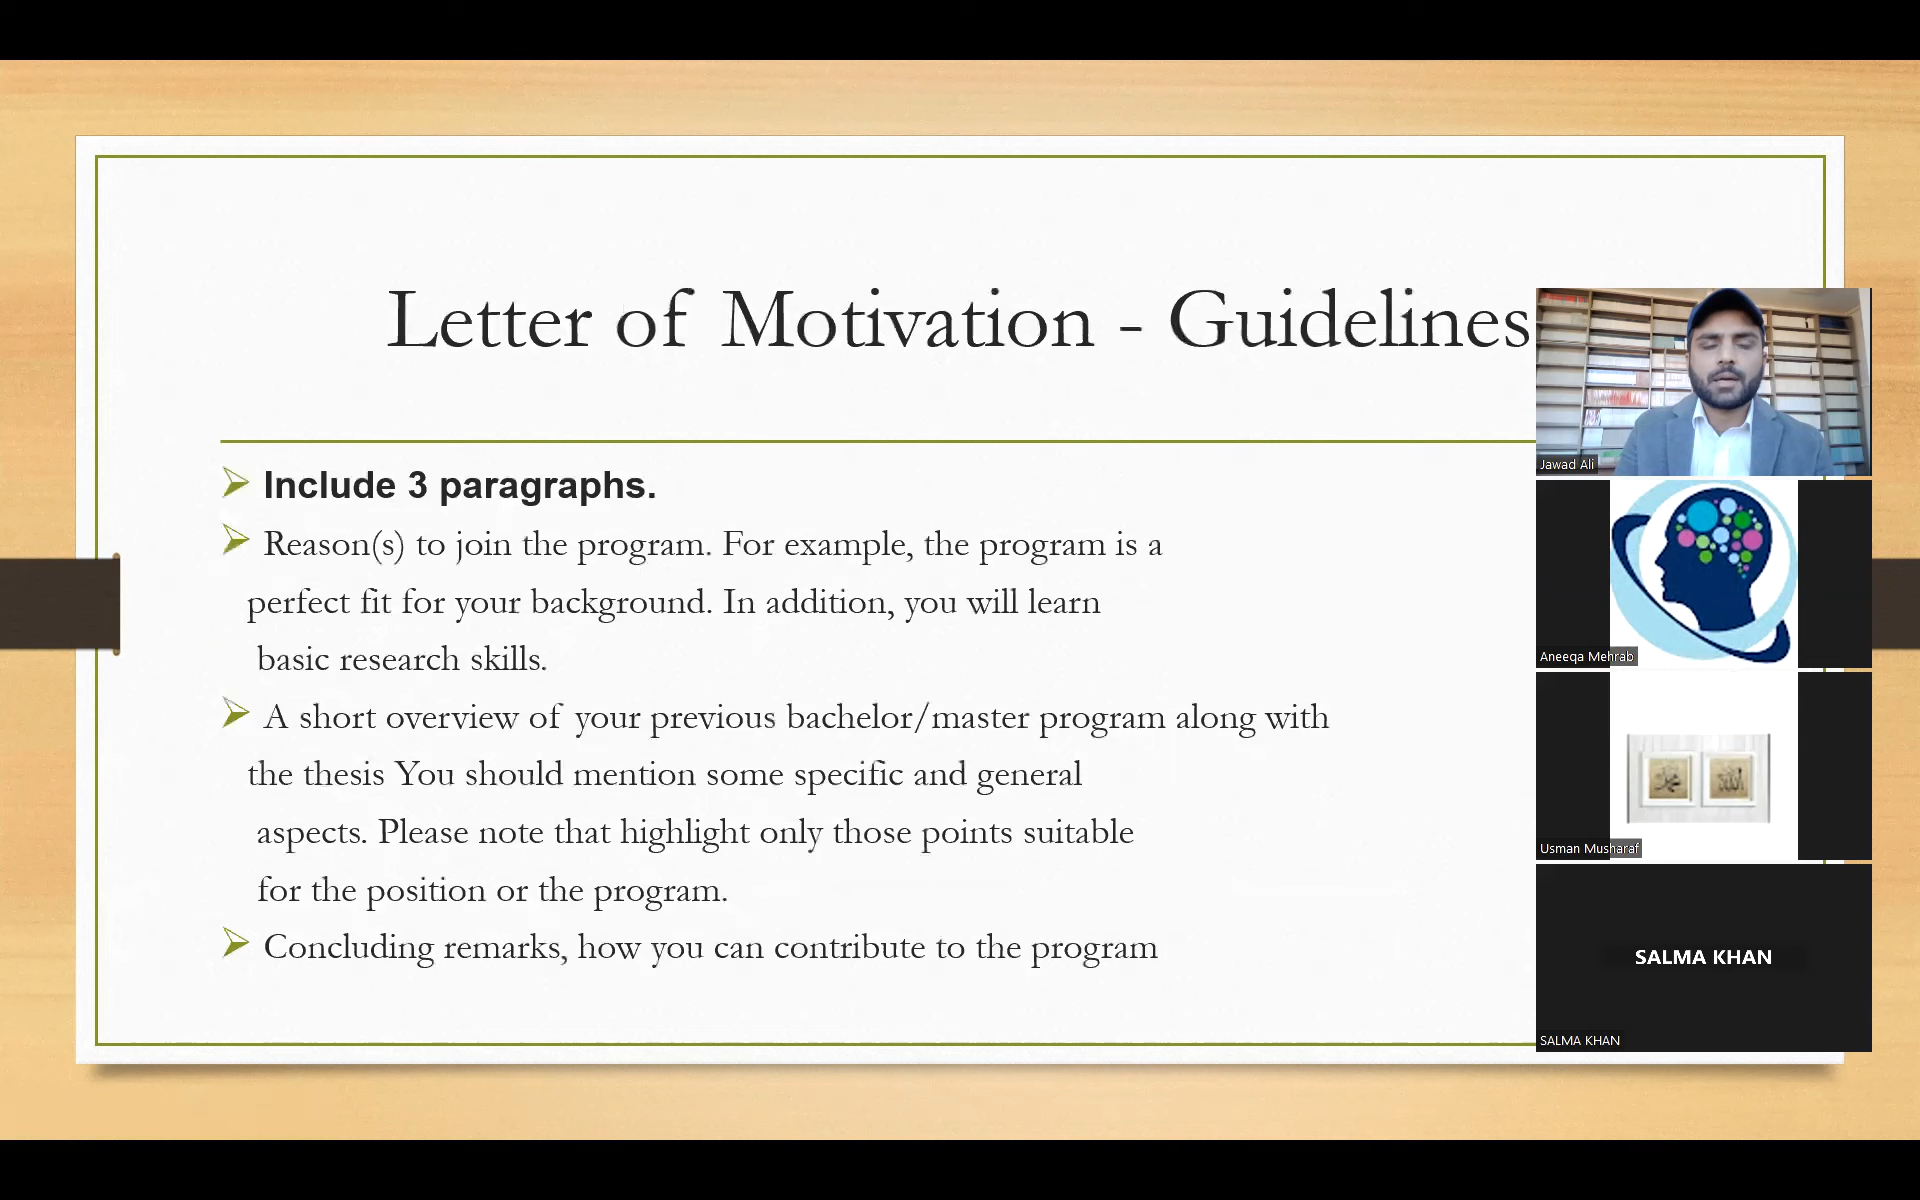 Letter of Motivation - Guidelines
Include 3 paragraphs.
Reason(s) to join the program. For example, the program is a
perfect fit for your background. In addition, you will learn
basic research skills.
A short overview of your previous bachelor/master program along with
the thesis You should mention some specific and general
aspects. Please note that highlight only those points suitable
for the position or the program.
Concluding remarks, how you can contribute to the program
Jawad Ali
Aneeqa Mehrab
Usman Musharaf
SALMA KHAN
SALMA KHAN